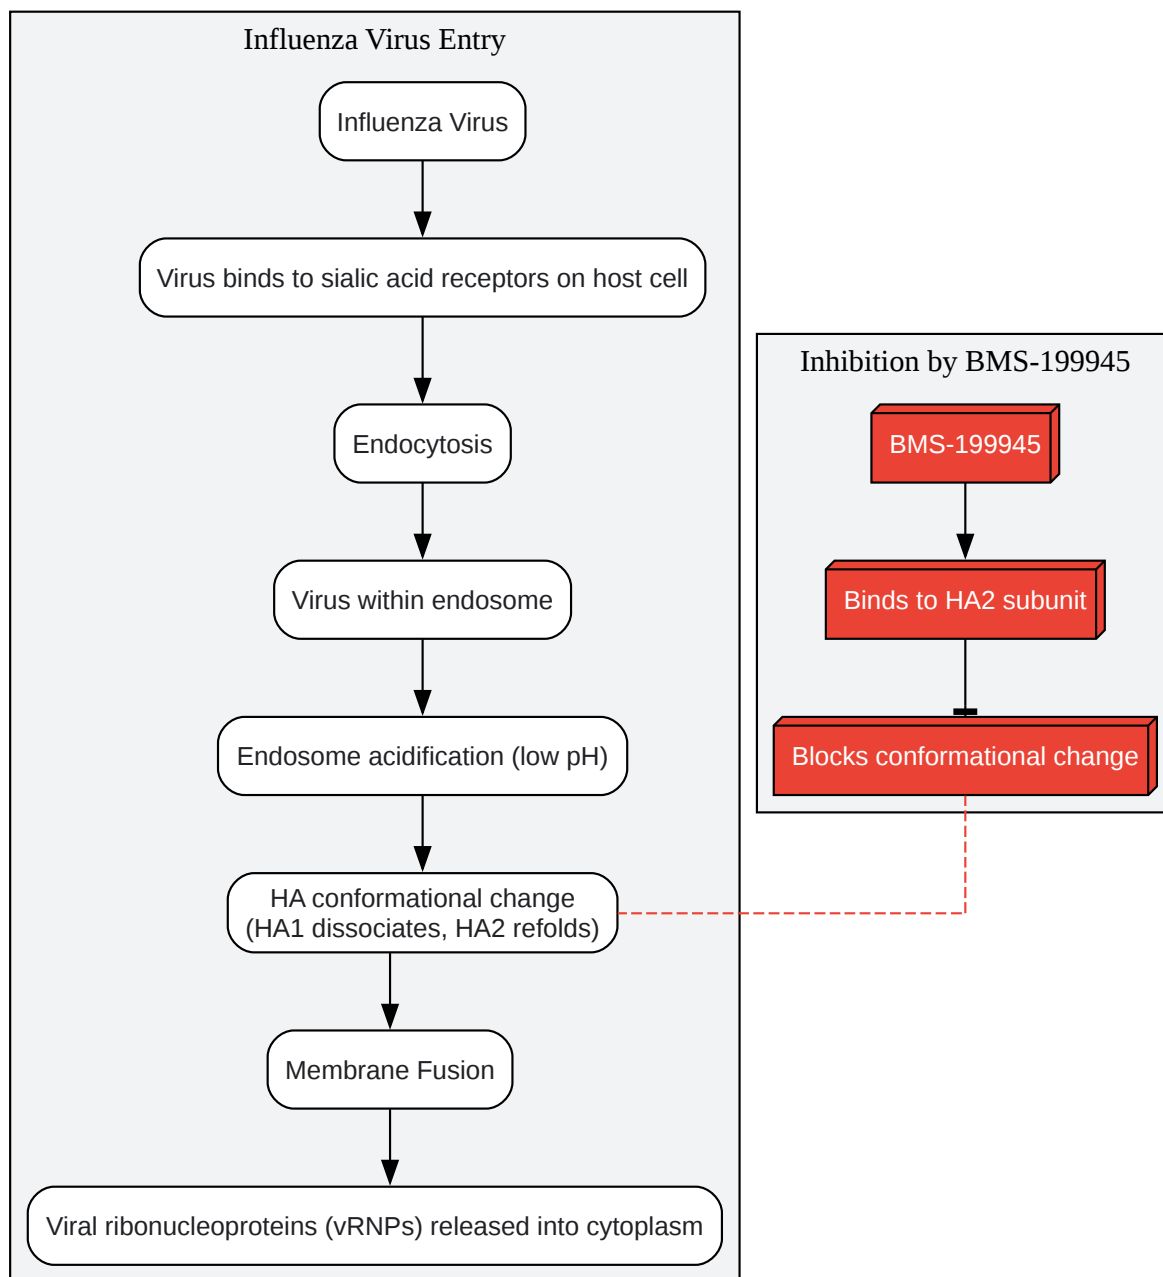 Influenza Virus Entry
Influenza Virus
Virus binds to sialic acid receptors on host cell
Endocytosis
Virus within endosome
Endosome acidification (low pH)
HA conformational change
(HA1 dissociates, HA2 refolds)
Membrane Fusion
Viral ribonucleoproteins (vRNPs) released into cytoplasm
Inhibition by BMS-199945
BMS-199945
Binds to HA2 subunit
Blocks conformational change